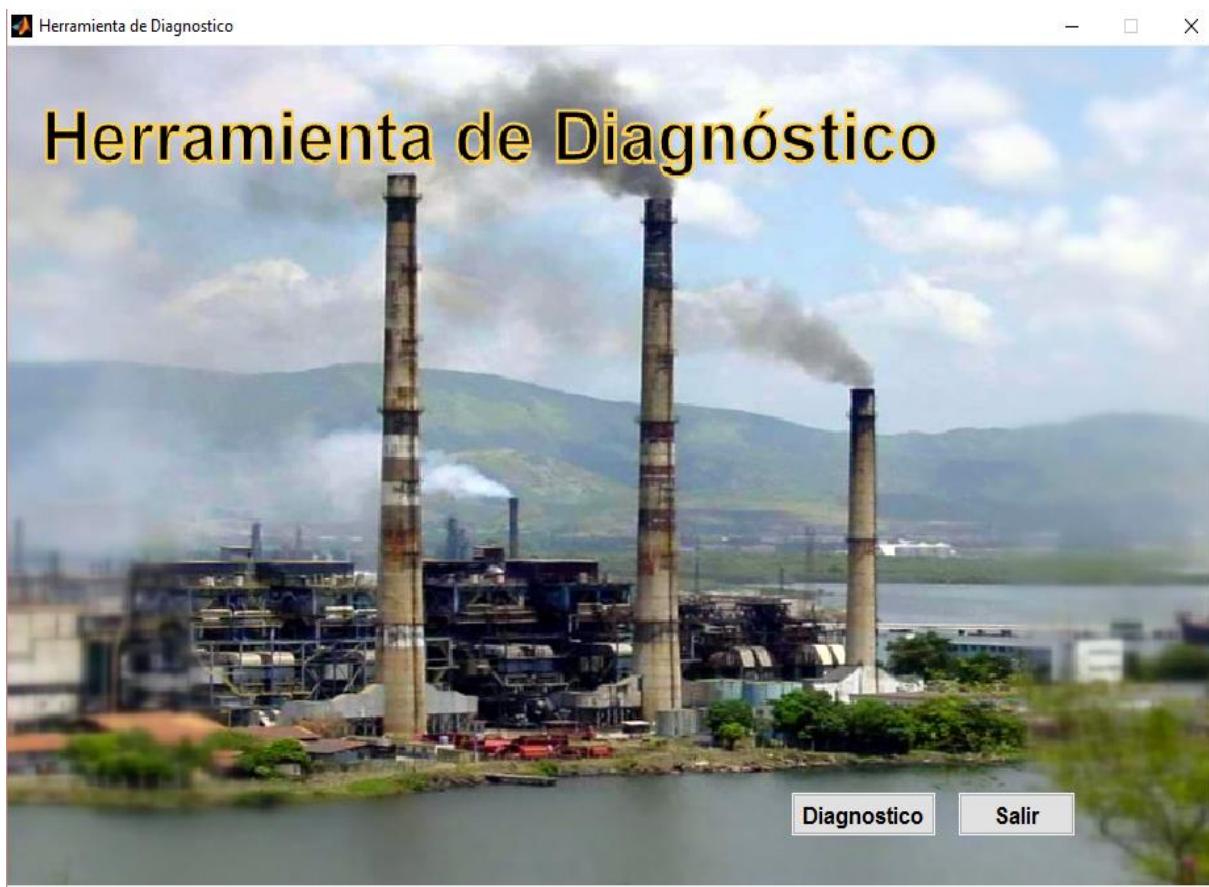 Herramienta de Diagnostico
Herramienta de Diagnóstico
Diagnostico
Salir